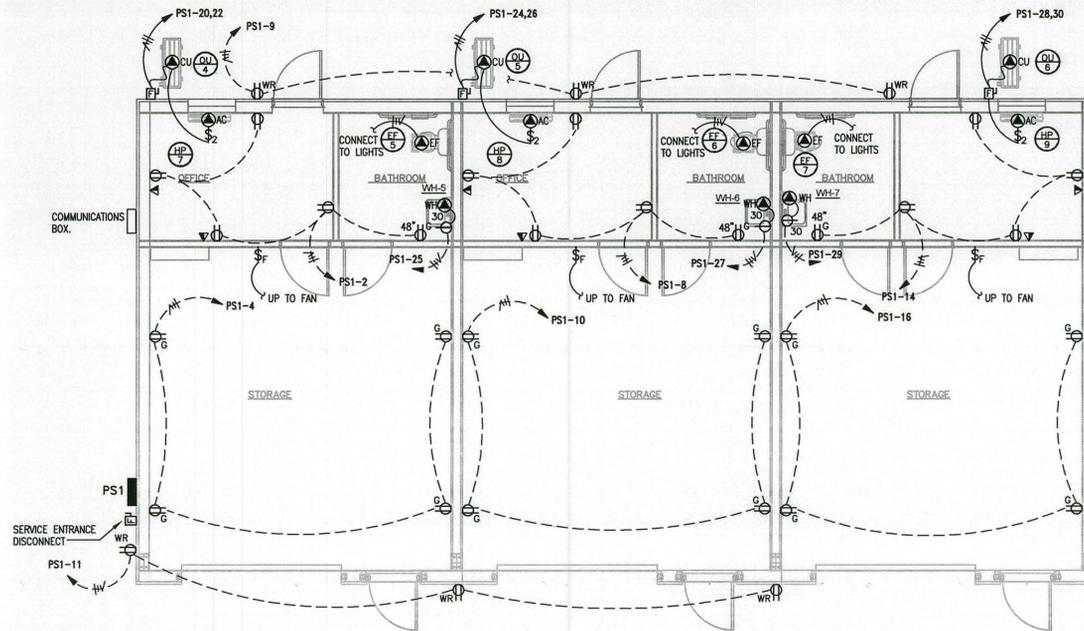 PS1-20,22
PS1-9
PS1-24,26
PS1-28,30
CU
OU
4
CU
OU
5
CU
OU
6
F
WR
F
WR
WR
F
AC
$2
HP
7
OFFICE
CONNECT
TO LIGHTS
EF
5
EF
BATHROOM
AC
$2
HP
8
OFFICE
CONNECT
TO LIGHTS
EF
6
EF
BATHROOM
EF
EF
7
CONNECT
TO LIGHTS
BATHROOM
AC
$2
HP
9
WH-5
WH
30
48"
G
WH-6
WH
30
48"
G
WH
WH-7
30
48"
G
COMMUNICATIONS
BOX.
PS1-25
$F
UP TO FAN
PS1-2
PS1-27
$F
UP TO FAN
PS1-8
PS1-29
PS1-14
$F
UP TO FAN
PS1-4
PS1-10
PS1-16
G
G
G
G
G
G
STORAGE
STORAGE
STORAGE
PS1
G
G
G
G
G
G
SERVICE ENTRANCE
DISCONNECT
F
WR
PS1-11
WR
WR